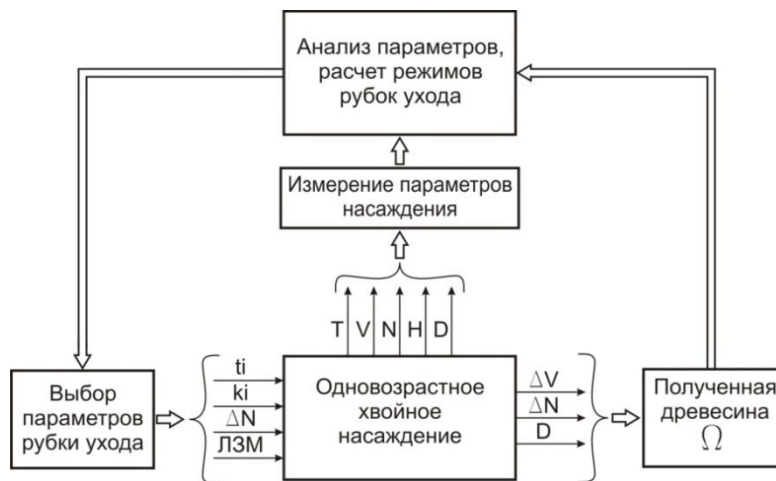 Анализ параметров,
расчет режимов
рубок ухода
Измерение параметров
насаждения
T V N H D
Выбор
параметров
рубки ухода
ti
ki
ΔN
ЛЗМ
Одновозрастное
хвойное
насаждение
ΔV
ΔN
D
Полученная
древесина
Ω